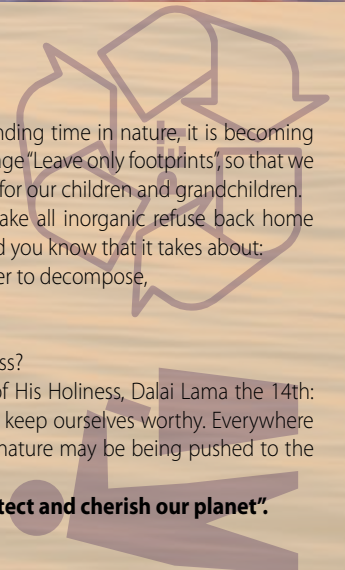 nding time in nature, it is becoming
ge “Leave only footprints”, so that we
for our children and grandchildren.
ake all inorganic refuse back home
d you know that it takes about:
er to decompose,
ss?
of His Holiness, Dalai Lama the 14th:
keep ourselves worthy. Everywhere
nature may be being pushed to the
tect and cherish our planet”.